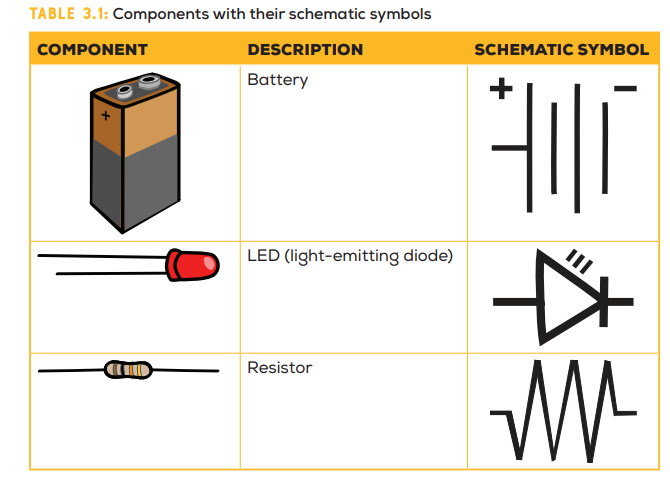 TABLE 3.1: Components with their schematic symbols
COMPONENT DESCRIPTION SCHEMATIC SYMBOL
Battery
+
+ −
LED (light-emitting diode)
Resistor